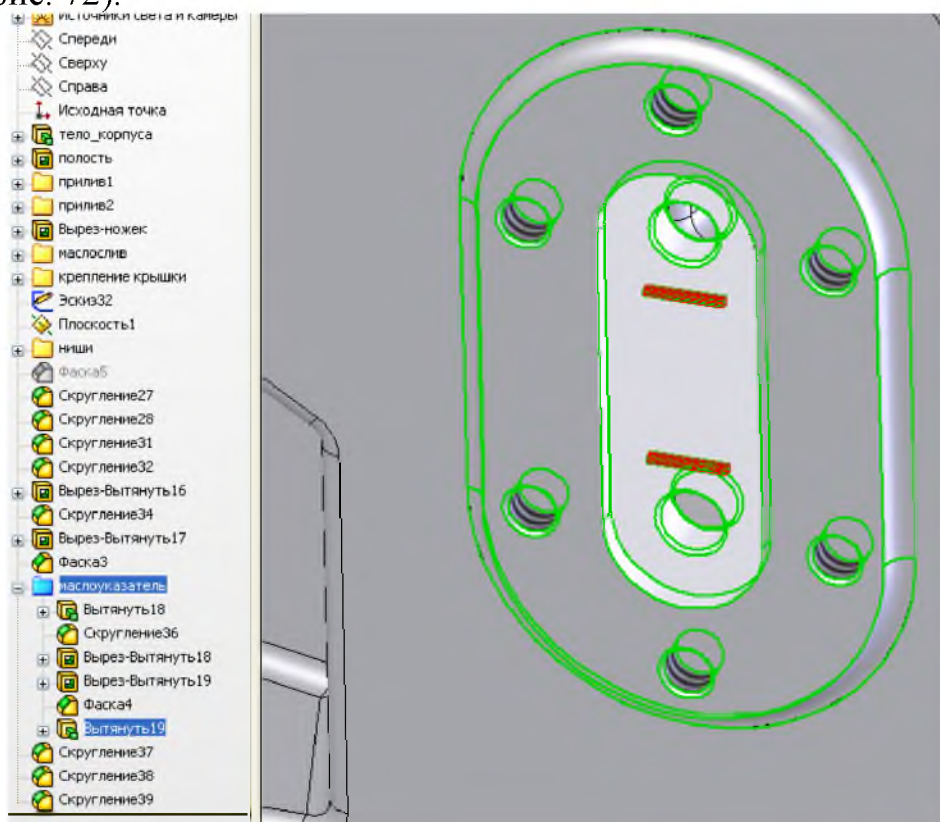 рис. 72).
Источники света и камеры
Спереди
Сверху
Справа
Исходная точка
тело_корпуса
полость
прилив1
прилив2
Вырез-ножек
маслослив
крепление крышки
Эскиз32
Плоскость1
ниши
Фаска5
Скругление27
Скругление28
Скругление31
Скругление32
Вырез-Вытянуть16
Скругление34
Вырез-Вытянуть17
Фаска3
маслоуказатель
Вытянуть18
Скругление36
Вырез-Вытянуть18
Вырез-Вытянуть19
Фаска4
Вытянуть19
Скругление37
Скругление38
Скругление39